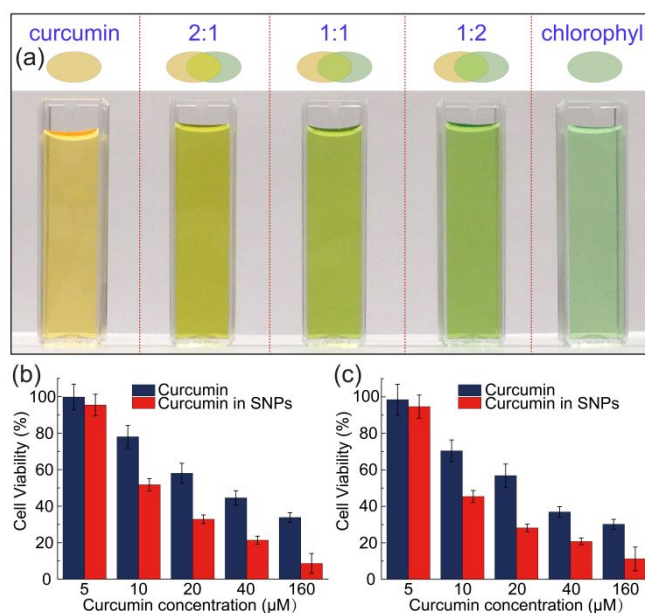 curcumin 2:1 1:1 1:2 chlorophyl
(a)
(b)
Curcumin
Curcumin in SNPs
100
80
60
40
20
0
Cell Viability (%)
5 10 20 40 160
Curcumin concentration (μM)
(c)
Curcumin
Curcumin in SNPs
100
80
60
40
20
0
Cell Viability (%)
5 10 20 40 160
Curcumin concentration (μM)